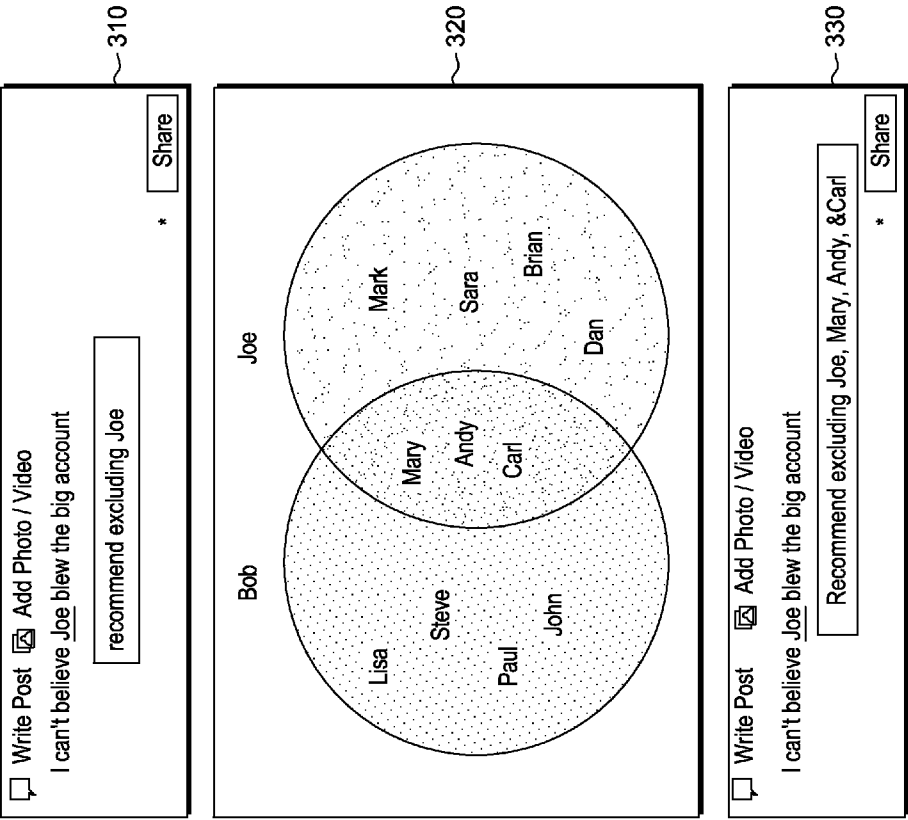 Write Post Add Photo / Video
I can't believe Joe blew the big account
recommend excluding Joe
* Share
310
Bob Joe
Lisa
Steve
Paul
John
Mary
Andy
Carl
Mark
Sara
Brian
Dan
320
Write Post Add Photo / Video
I can't believe Joe blew the big account
Recommend excluding Joe, Mary, Andy, &Carl
* Share
330